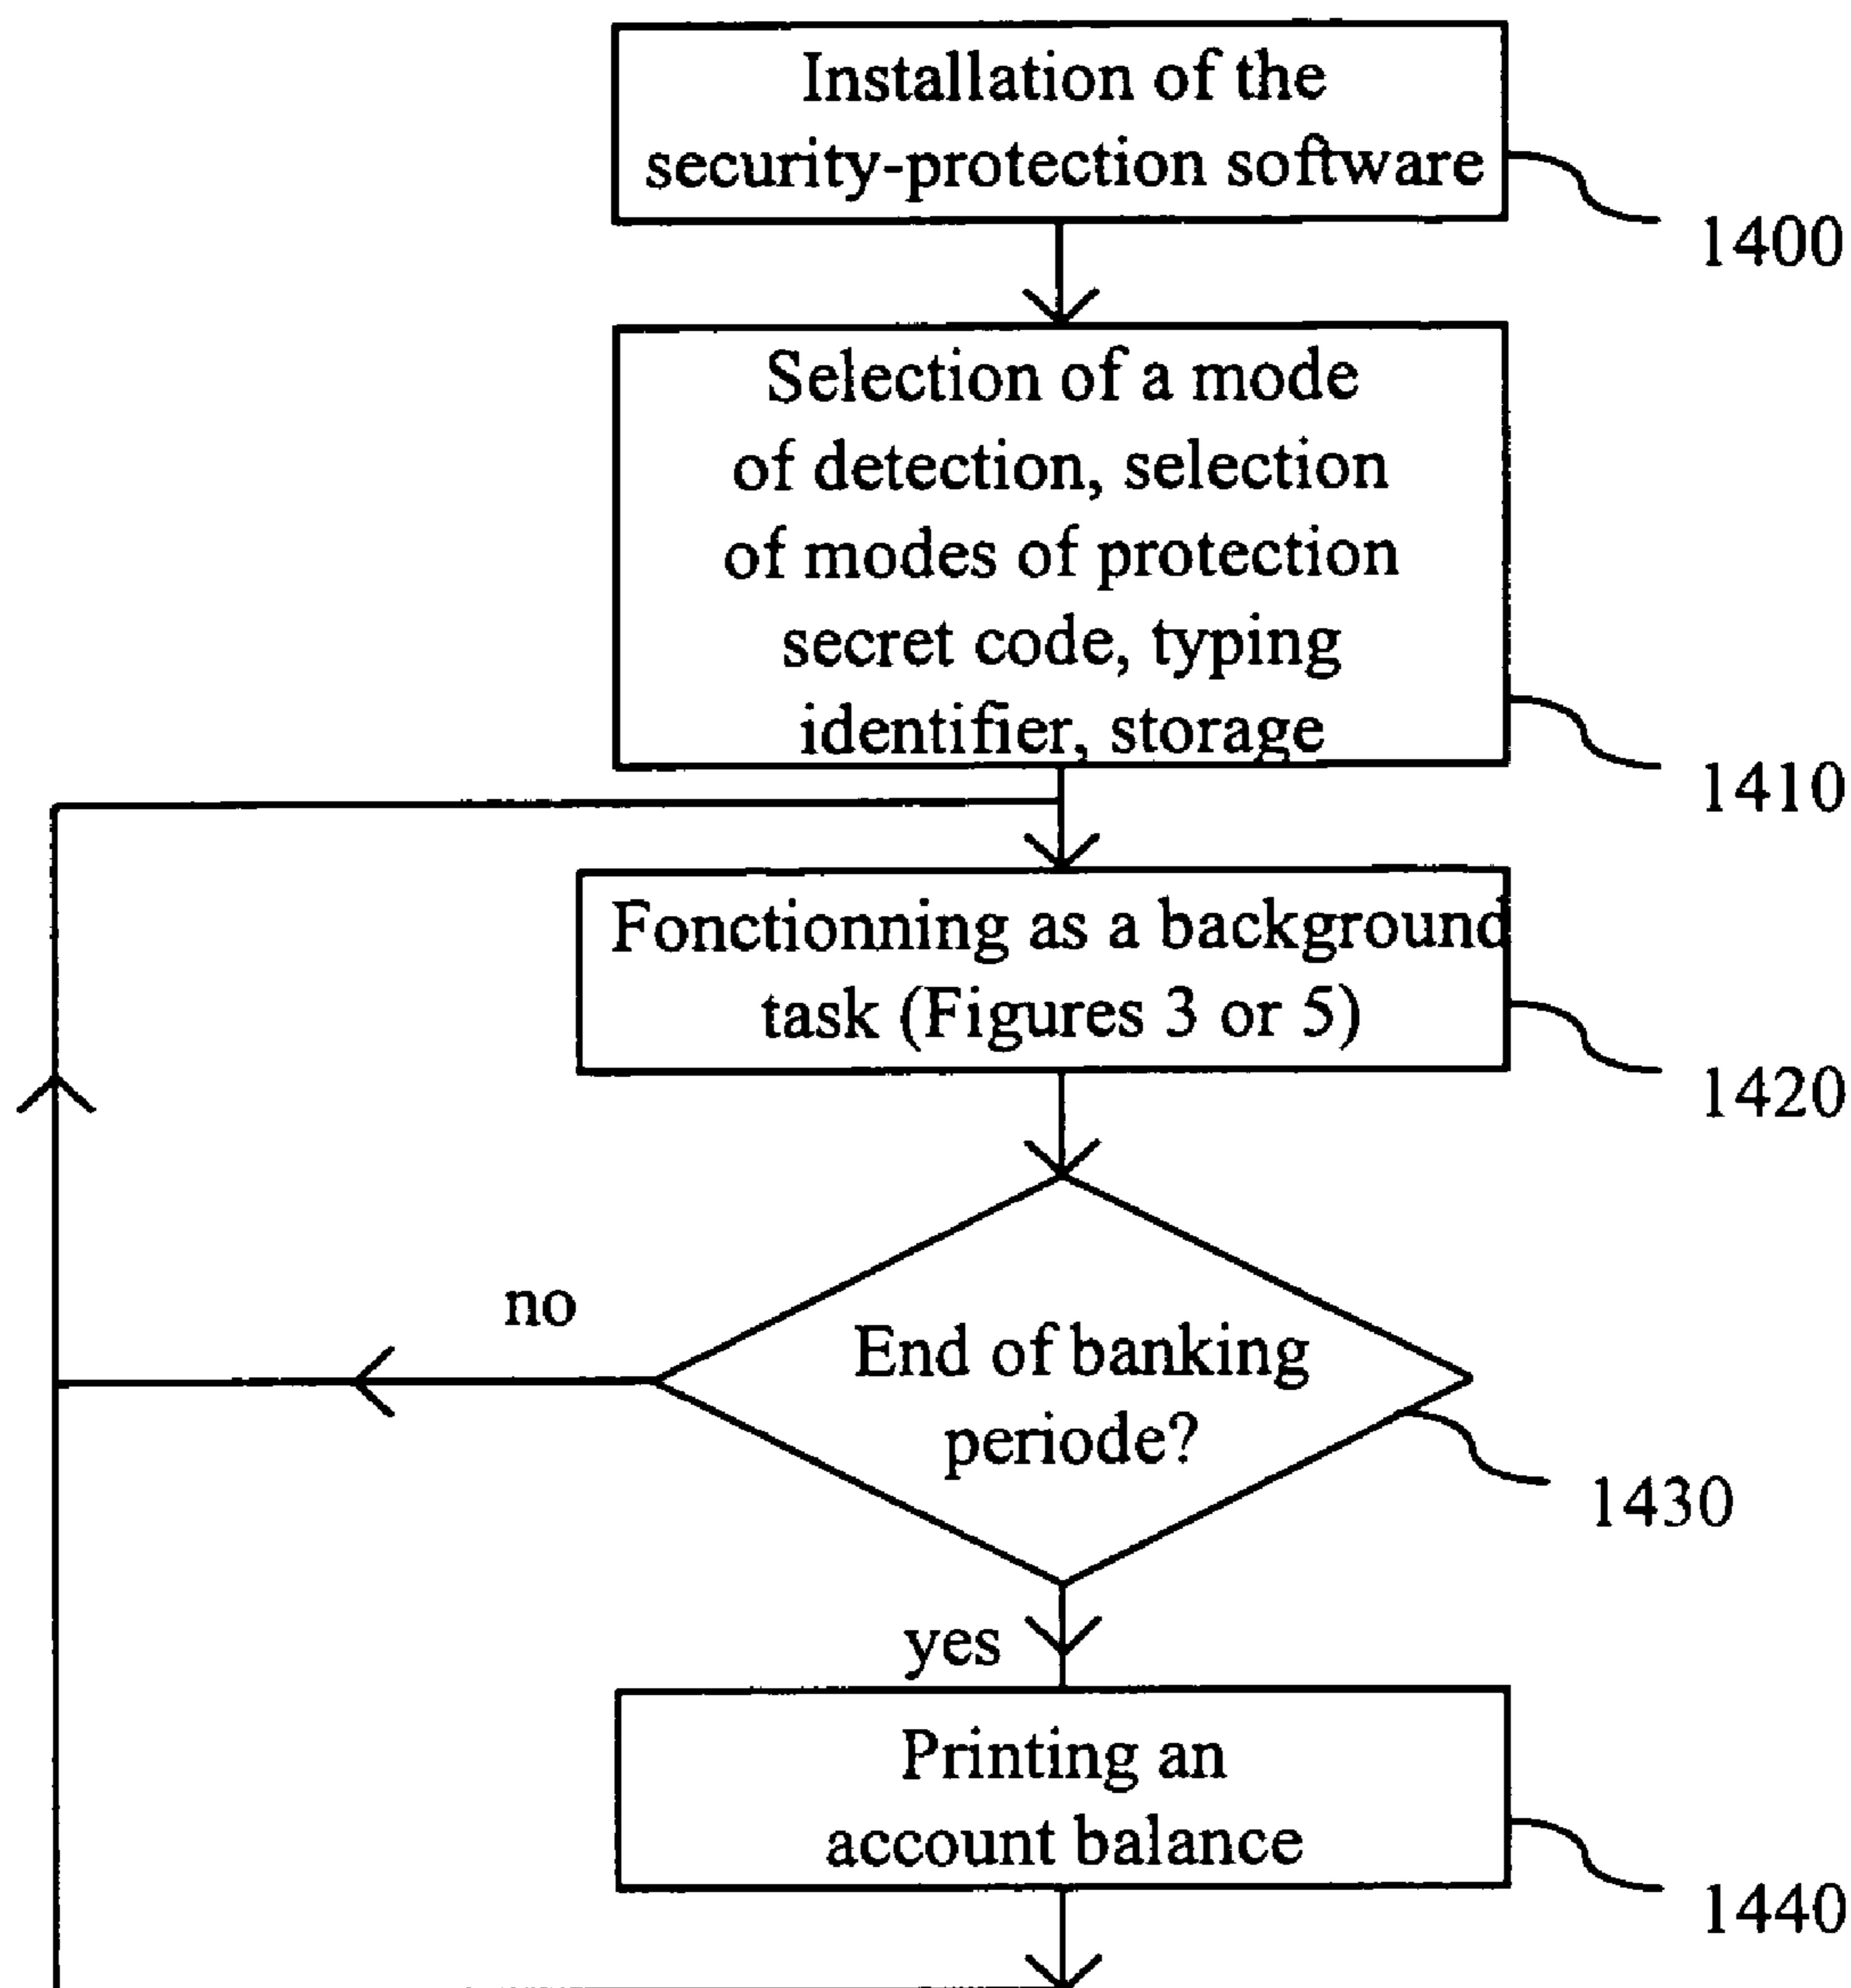 Installation of the
security-protection software
1400
Selection of a mode
of detection, selection
of modes of protection
secret code, typing
identifier, storage
1410
Fonctionning as a background
task (Figures 3 or 5)
1420
no
End of banking
periode?
1430
yes
Printing an
account balance
1440